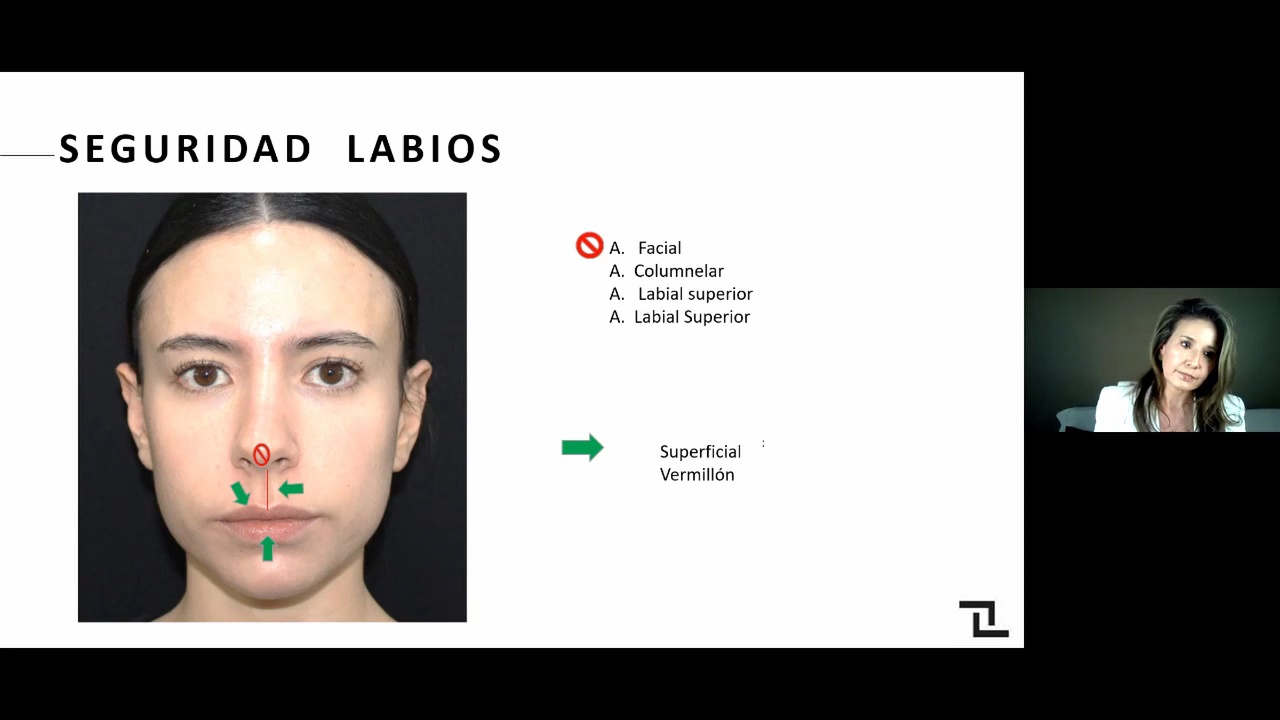 SEGURIDAD LABIOS
A. Facial
A. Columnelar
A. Labial superior
A. Labial Superior
Superficial :
Vermillón